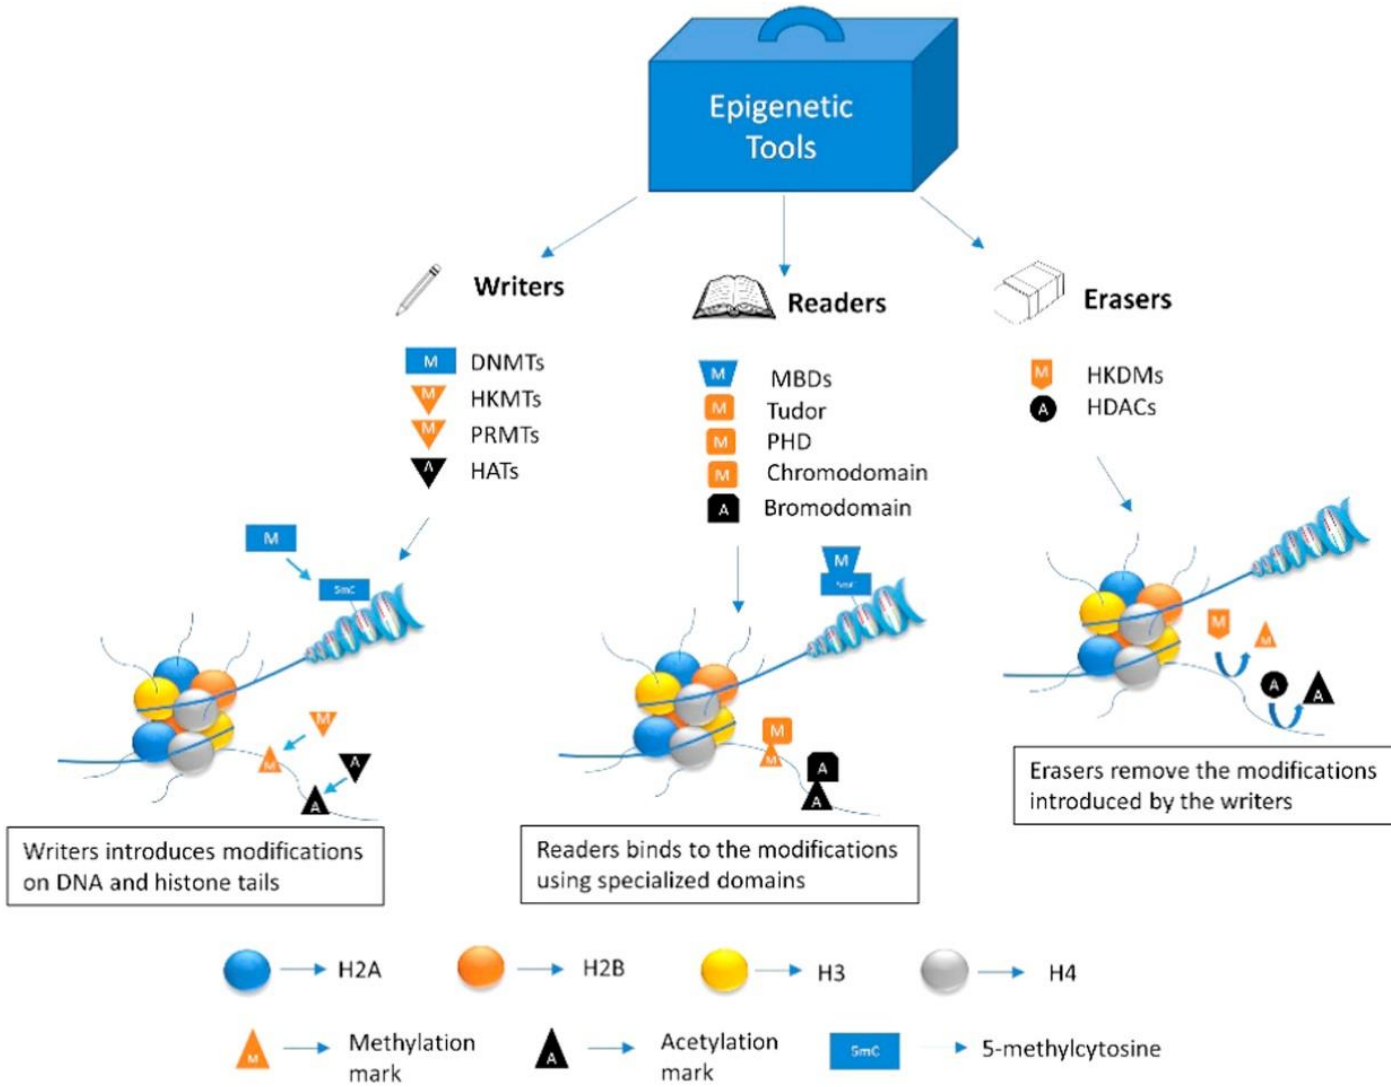 Epigenetic
Tools
Writers
M DNMTs
M HKMTs
M PRMTs
A HATs
Readers
M MBDs
M Tudor
M PHD
M Chromodomain
A Bromodomain
Erasers
M HKDMs
A HDACs
M
5mC
M
M
A
A
Writers introduces modifications
on DNA and histone tails
M
5mC
M
M
A
A
Readers binds to the modifications
using specialized domains
M
M
A
A
Erasers remove the modifications
introduced by the writers
H2A
H2B
H3
H4
M
Methylation
mark
A
Acetylation
mark
5mC
5-methylcytosine